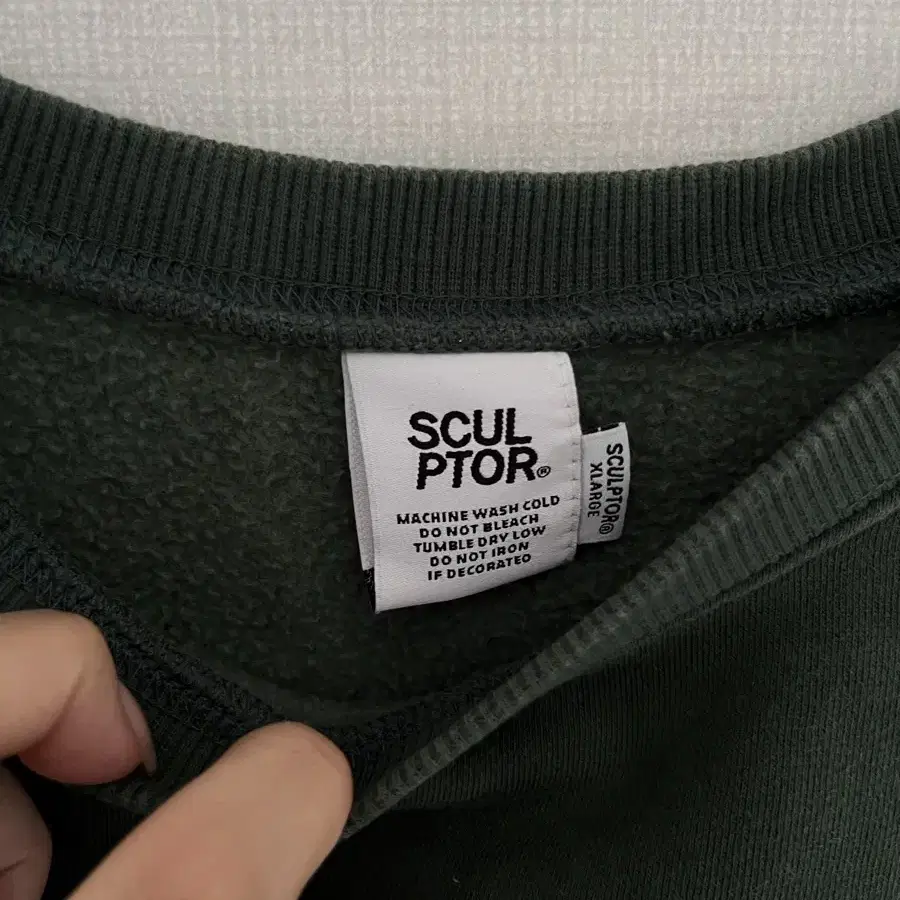 SCUL
PTOR®
MACHINE WASH COLD
DO NOT BLEACH
TUMBLE DRY LOW
DO NOT IRON
IF DECORATED
SCULPTOR®
XLARGE